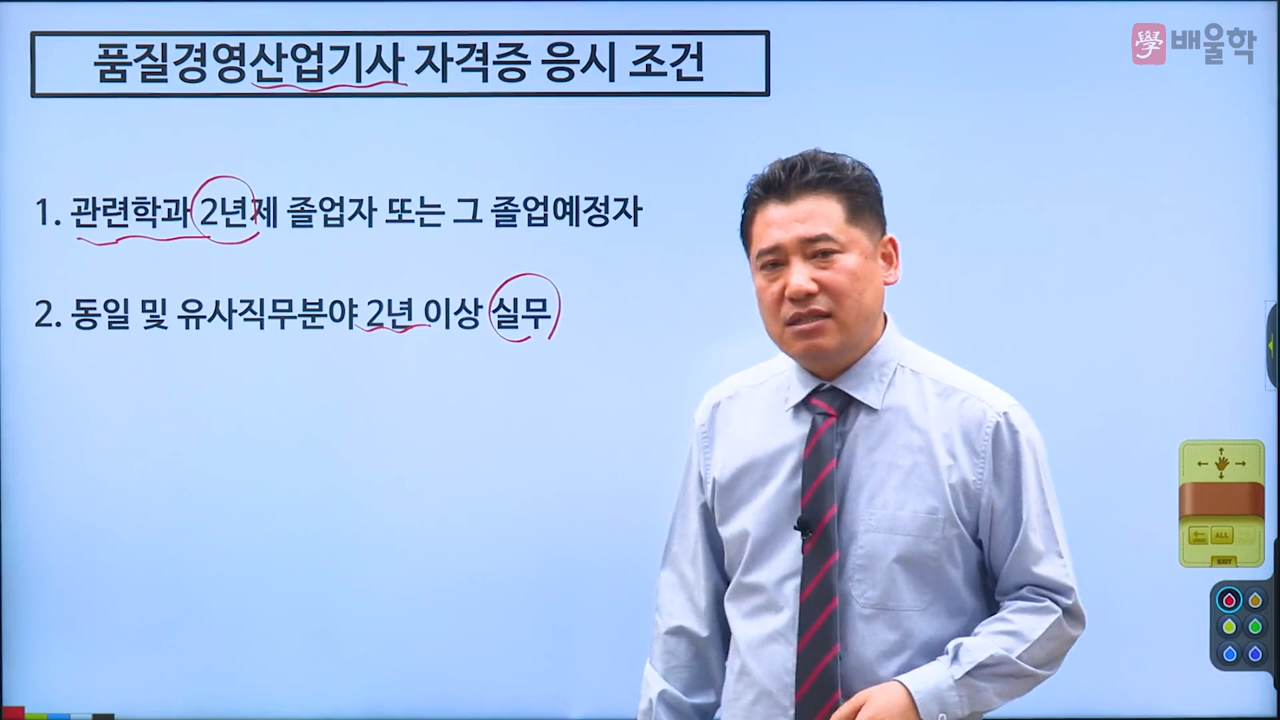 품질경영산업기사 자격증 응시 조건
學 배울학
1. 관련학과 2년제 졸업자 또는 그 졸업예정자
2. 동일 및 유사직무분야 2년 이상 실무
ALL
EXIT